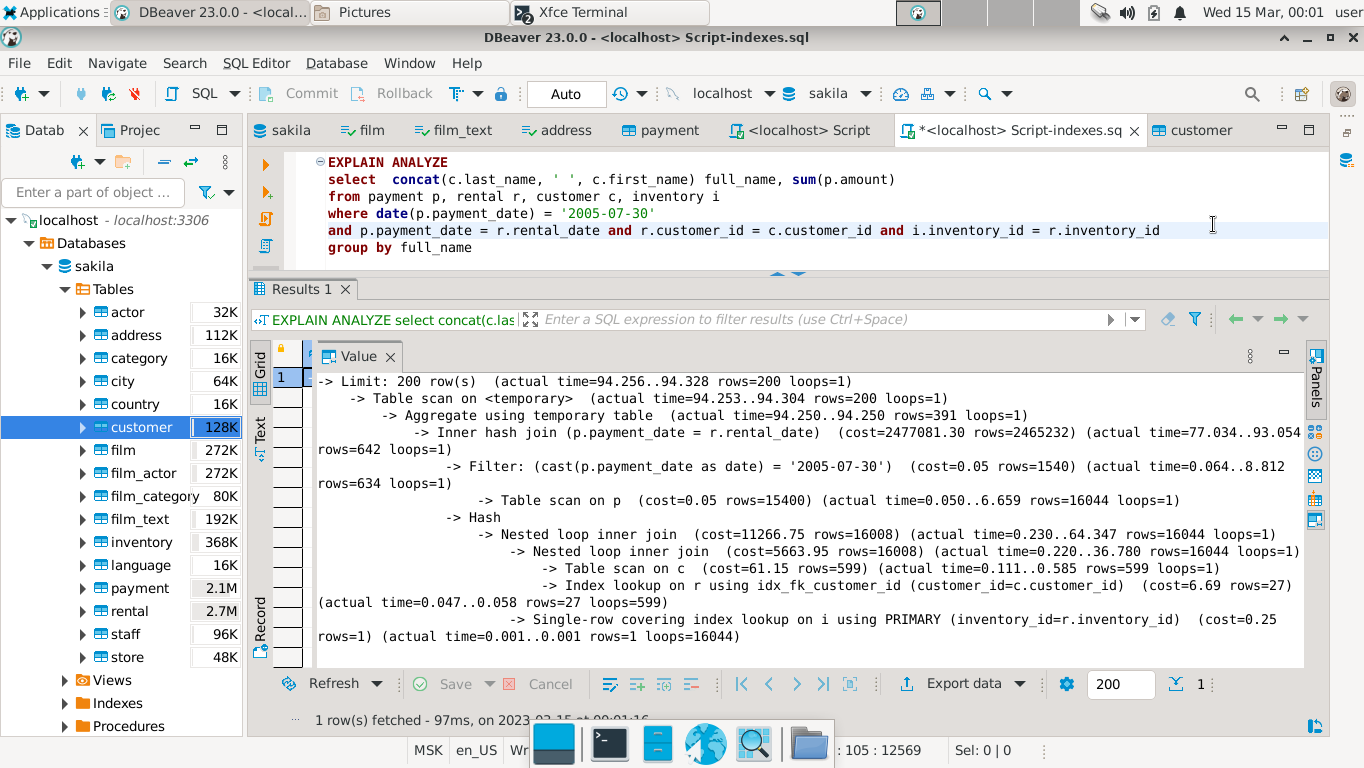 Applications
DBeaver 23.0.0 - <local...
Pictures
Xfce Terminal
2
Wed 15 Mar, 00:01 user
DBeaver 23.0.0 - <localhost> Script-indexes.sql
File Edit Navigate Search SQL Editor Database Window Help
SQL Commit Rollback Auto localhost sakila
Datab
Projec
sakila
film
film_text
address
payment
<localhost> Script
*<localhost> Script-indexes.sq
customer
Enter a part of object ...
localhost - localhost:3306
Databases
sakila
Tables
actor 32K
address 112K
category 16K
city 64K
country 16K
customer 128K
film 272K
film_actor 272K
film_category 80K
film_text 192K
inventory 368K
language 16K
payment 2.1M
rental 2.7M
staff 96K
store 48K
Views
Indexes
Procedures
EXPLAIN ANALYZE
select  concat(c.last_name, ' ', c.first_name) full_name, sum(p.amount)
from payment p, rental r, customer c, inventory i
where date(p.payment_date) = '2005-07-30'
and p.payment_date = r.rental_date and r.customer_id = c.customer_id and i.inventory_id = r.inventory_id
group by full_name
Results 1
EXPLAIN ANALYZE select concat(c.las
Enter a SQL expression to filter results (use Ctrl+Space)
Grid
Text
Record
1
Value
Panels
-> Limit: 200 row(s)  (actual time=94.256..94.328 rows=200 loops=1)
-> Table scan on <temporary>  (actual time=94.253..94.304 rows=200 loops=1)
-> Aggregate using temporary table  (actual time=94.250..94.250 rows=391 loops=1)
-> Inner hash join (p.payment_date = r.rental_date)  (cost=2477081.30 rows=2465232) (actual time=77.034..93.054
rows=642 loops=1)
-> Filter: (cast(p.payment_date as date) = '2005-07-30')  (cost=0.05 rows=1540) (actual time=0.064..8.812
rows=634 loops=1)
-> Table scan on p  (cost=0.05 rows=15400) (actual time=0.050..6.659 rows=16044 loops=1)
-> Hash
-> Nested loop inner join  (cost=11266.75 rows=16008) (actual time=0.230..64.347 rows=16044 loops=1)
-> Nested loop inner join  (cost=5663.95 rows=16008) (actual time=0.220..36.780 rows=16044 loops=1)
-> Table scan on c  (cost=61.15 rows=599) (actual time=0.111..0.585 rows=599 loops=1)
-> Index lookup on r using idx_fk_customer_id (customer_id=c.customer_id)  (cost=6.69 rows=27)
(actual time=0.047..0.058 rows=27 loops=599)
-> Single-row covering index lookup on i using PRIMARY (inventory_id=r.inventory_id)  (cost=0.25
rows=1) (actual time=0.001..0.001 rows=1 loops=16044)
Refresh Save Cancel Export data 200 1
1 row(s) fetched - 97ms, on 2023-03-15 at 00:01:16
MSK en_US Wr : 105 : 12569 Sel: 0 | 0